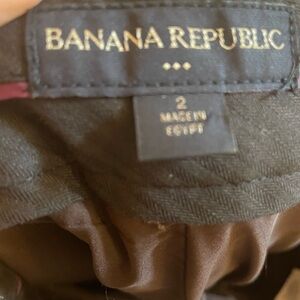 BANANA REPUBLIC
2
MADE IN
EGYPT